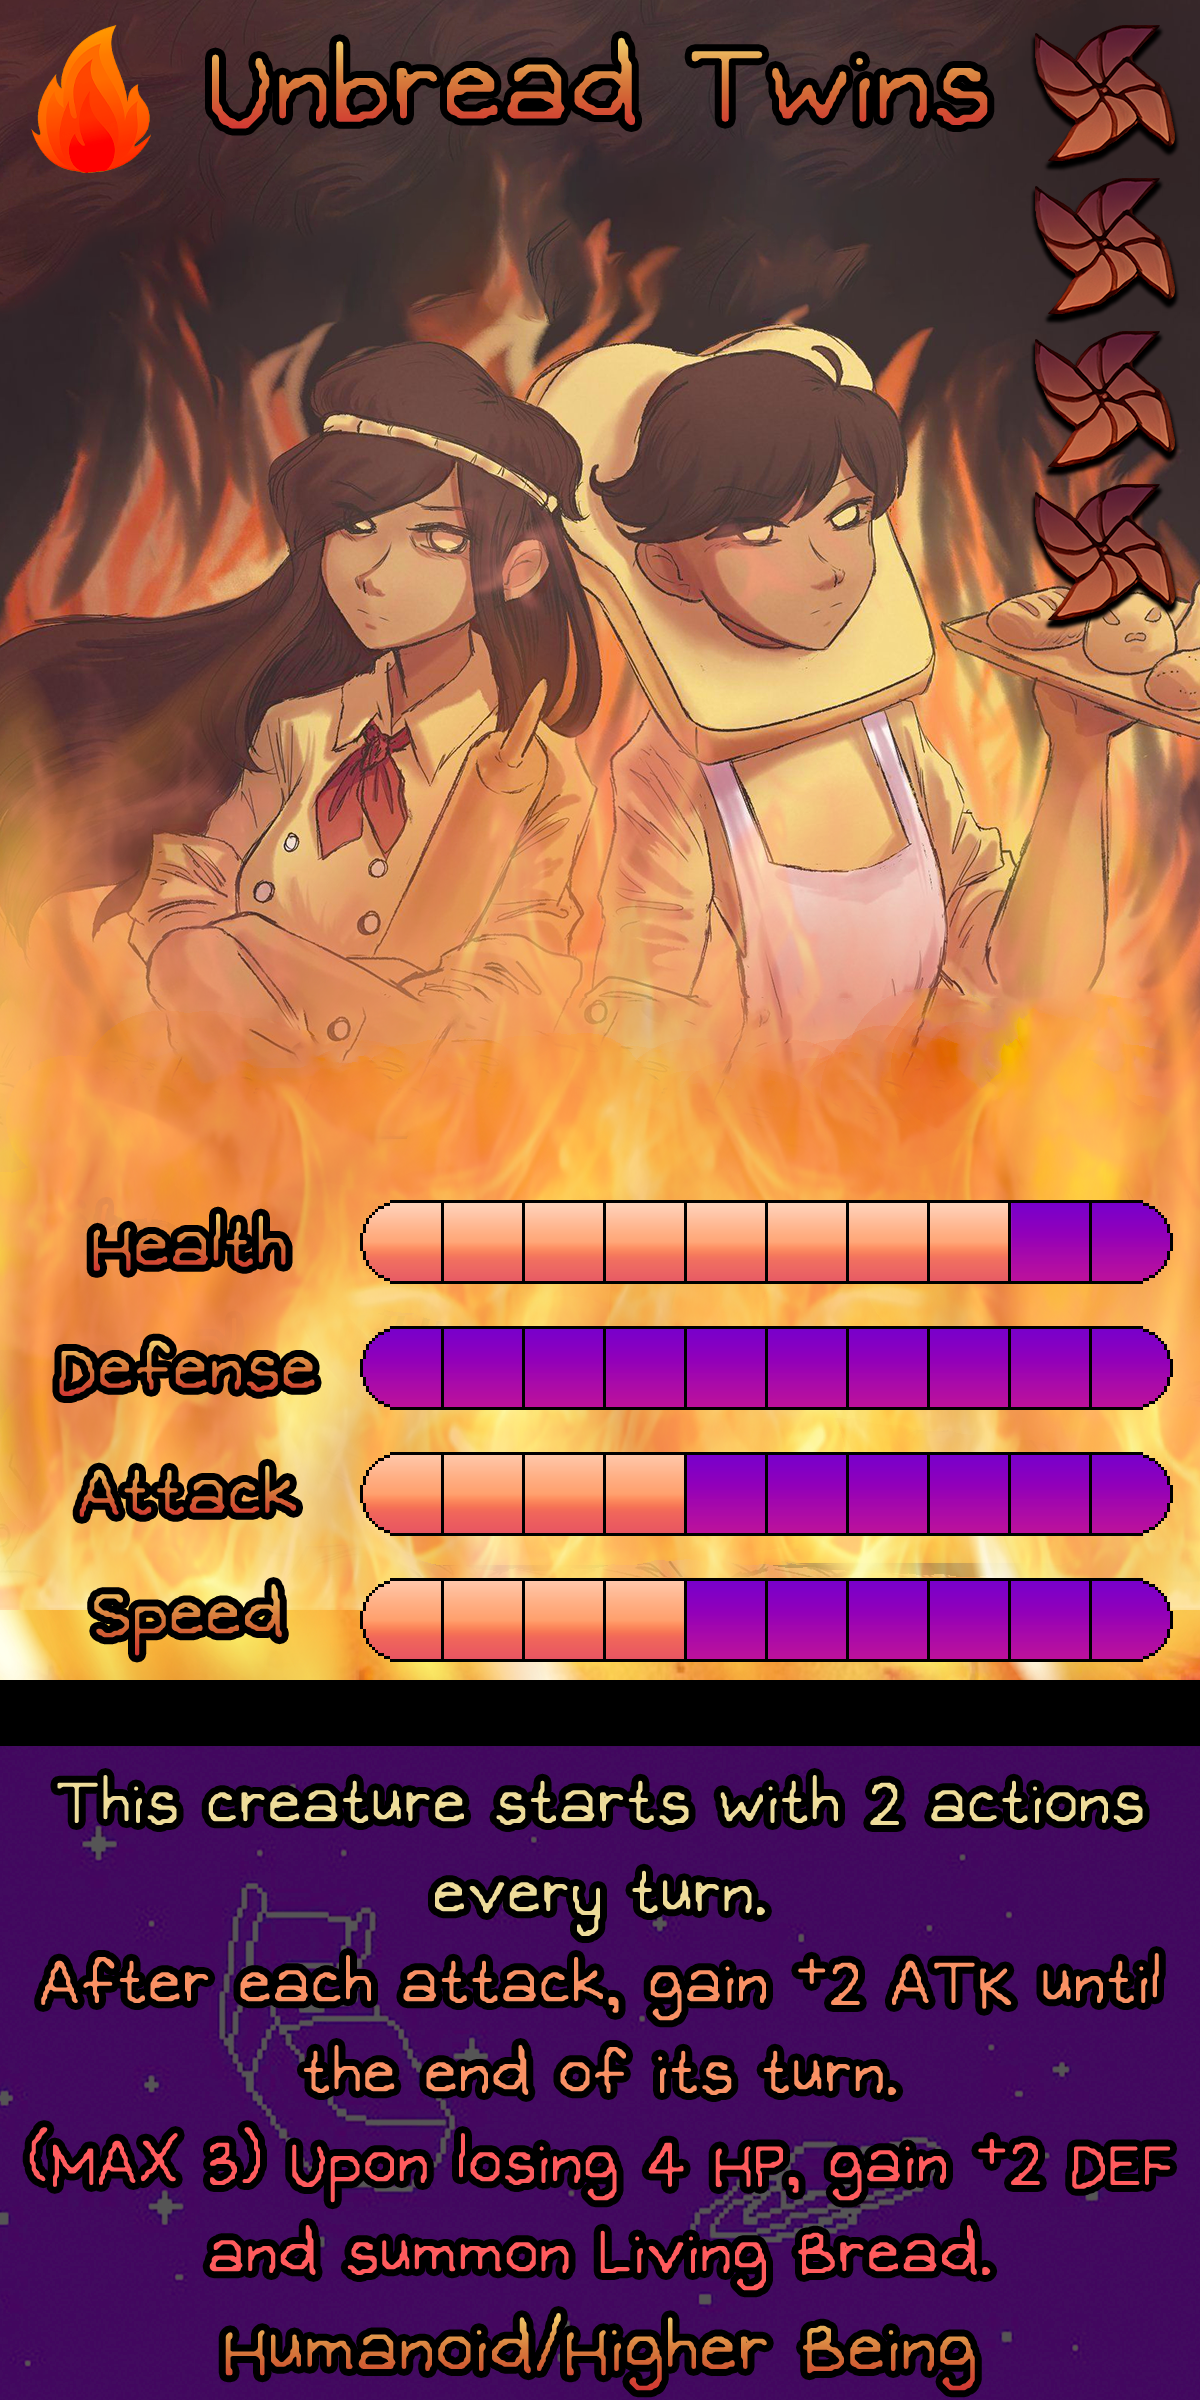 Unbread Twins
Health
Defense
Attack
Speed
This creature starts with 2 actions
every turn.
After each attack, gain +2 ATK until
the end of its turn.
(MAX 3) Upon losing 4 HP, gain +2 DEF
and summon Living Bread.
Humanoid/Higher Being